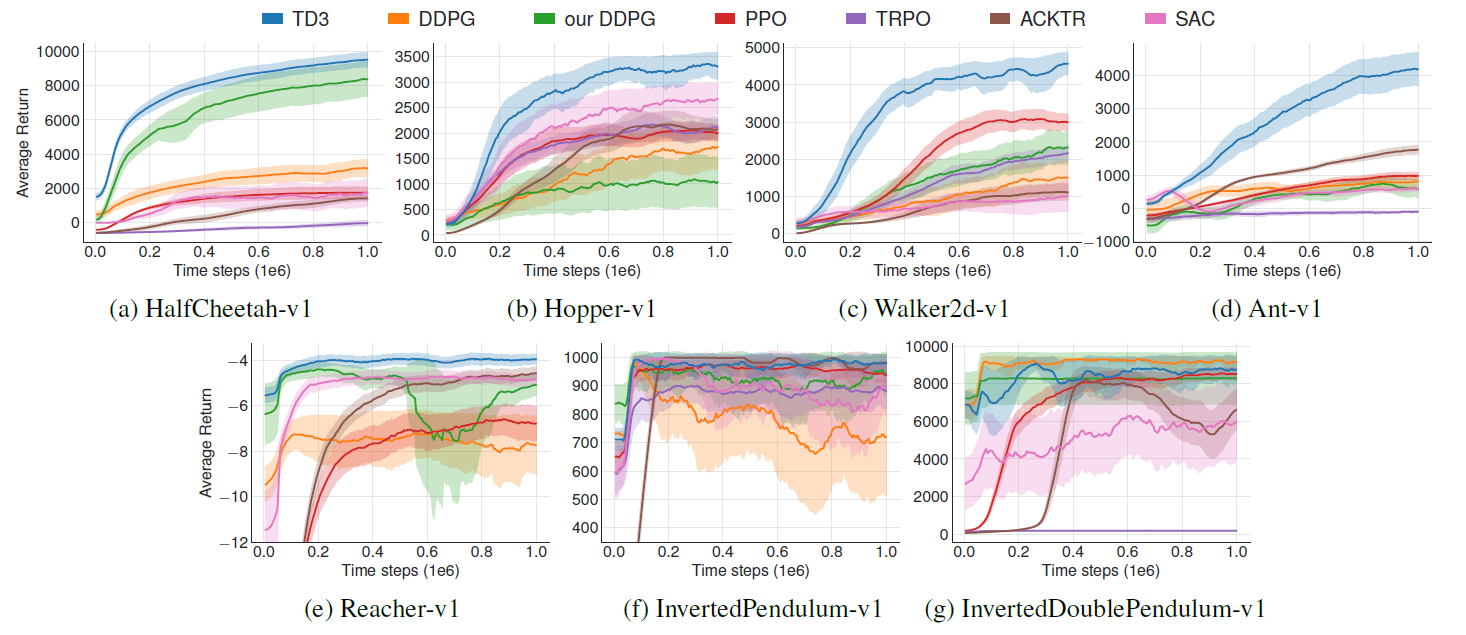 TD3 DDPG our DDPG PPO TRPO ACKTR SAC
Average Return
10000
8000
6000
4000
2000
0
0.0 0.2 0.4 0.6 0.8 1.0
Time steps (1e6)
(a) HalfCheetah-v1
3500
3000
2500
2000
1500
1000
500
0
0.0 0.2 0.4 0.6 0.8 1.0
Time steps (1e6)
(b) Hopper-v1
5000
4000
3000
2000
1000
0
0.0 0.2 0.4 0.6 0.8 1.0
Time steps (1e6)
(c) Walker2d-v1
4000
3000
2000
1000
0
−1000
0.0 0.2 0.4 0.6 0.8 1.0
Time steps (1e6)
(d) Ant-v1
Average Return
−4
−6
−8
−10
−12
0.0 0.2 0.4 0.6 0.8 1.0
Time steps (1e6)
(e) Reacher-v1
1000
900
800
700
600
500
400
0.0 0.2 0.4 0.6 0.8 1.0
Time steps (1e6)
(f) InvertedPendulum-v1
10000
8000
6000
4000
2000
0
0.0 0.2 0.4 0.6 0.8 1.0
Time steps (1e6)
(g) InvertedDoublePendulum-v1